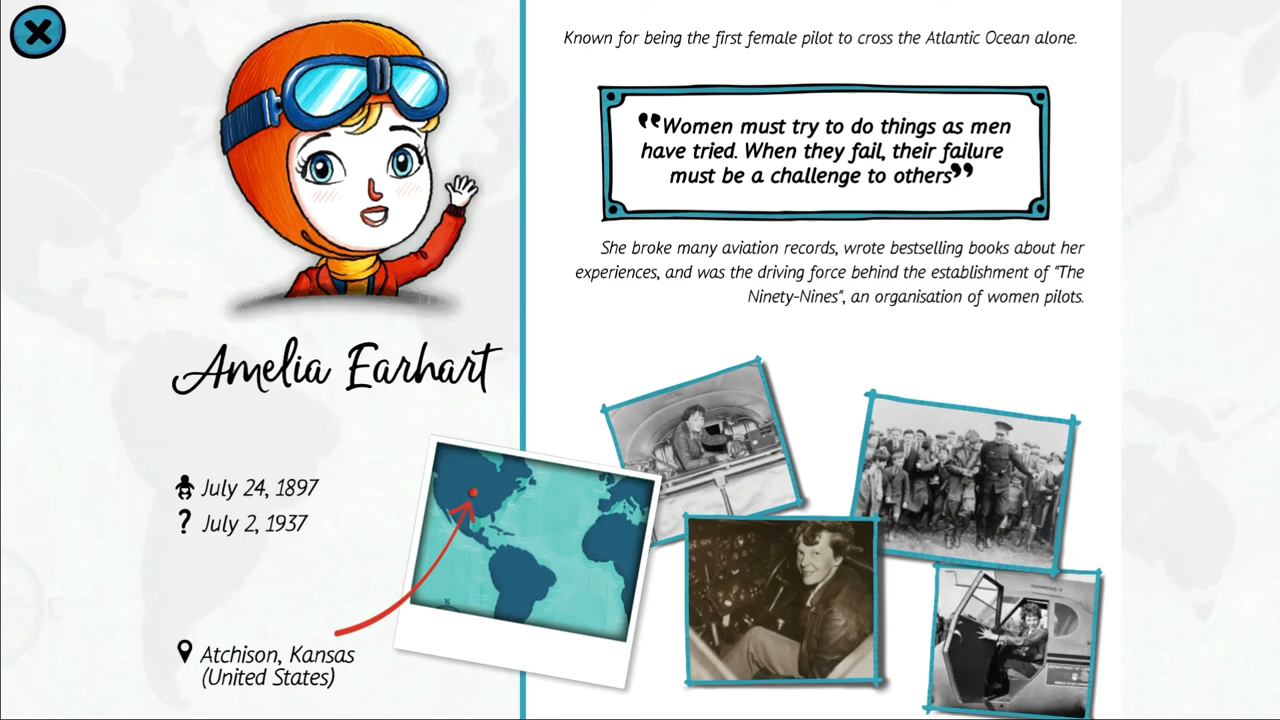 Known for being the first female pilot to cross the Atlantic Ocean alone.
❛❛Women must try to do things as men
have tried. When they fail, their failure
must be a challenge to others❜❜
She broke many aviation records, wrote bestselling books about her
experiences, and was the driving force behind the establishment of "The
Ninety-Nines", an organisation of women pilots.
Amelia Earhart
July 24, 1897
? July 2, 1937
Atchison, Kansas
(United States)